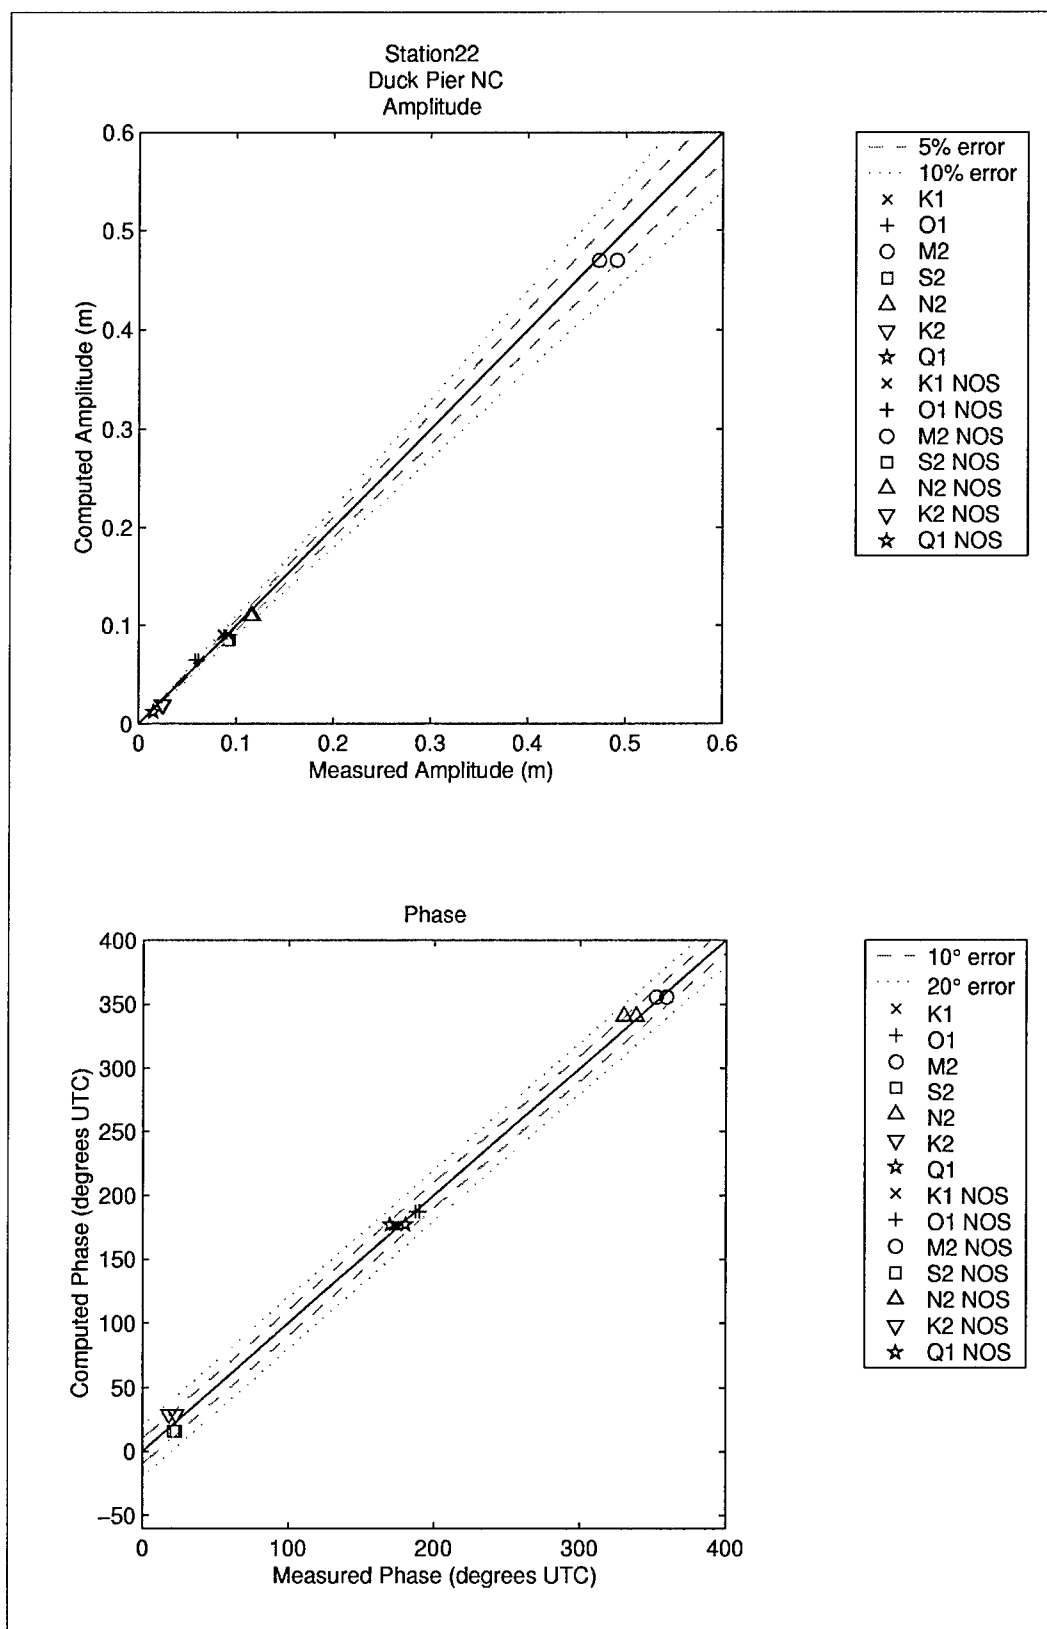 Station22
Duck Pier NC
Amplitude
0.6
0.5
0.4
0.3
0.2
0.1
0
Computed Amplitude (m)
0 0.1 0.2 0.3 0.4 0.5 0.6
Measured Amplitude (m)
5% error
10% error
K1
O1
M2
S2
N2
K2
Q1
K1 NOS
O1 NOS
M2 NOS
S2 NOS
N2 NOS
K2 NOS
Q1 NOS
Phase
400
350
300
250
200
150
100
50
0
−50
Computed Phase (degrees UTC)
0 100 200 300 400
Measured Phase (degrees UTC)
10° error
20° error
K1
O1
M2
S2
N2
K2
Q1
K1 NOS
O1 NOS
M2 NOS
S2 NOS
N2 NOS
K2 NOS
Q1 NOS